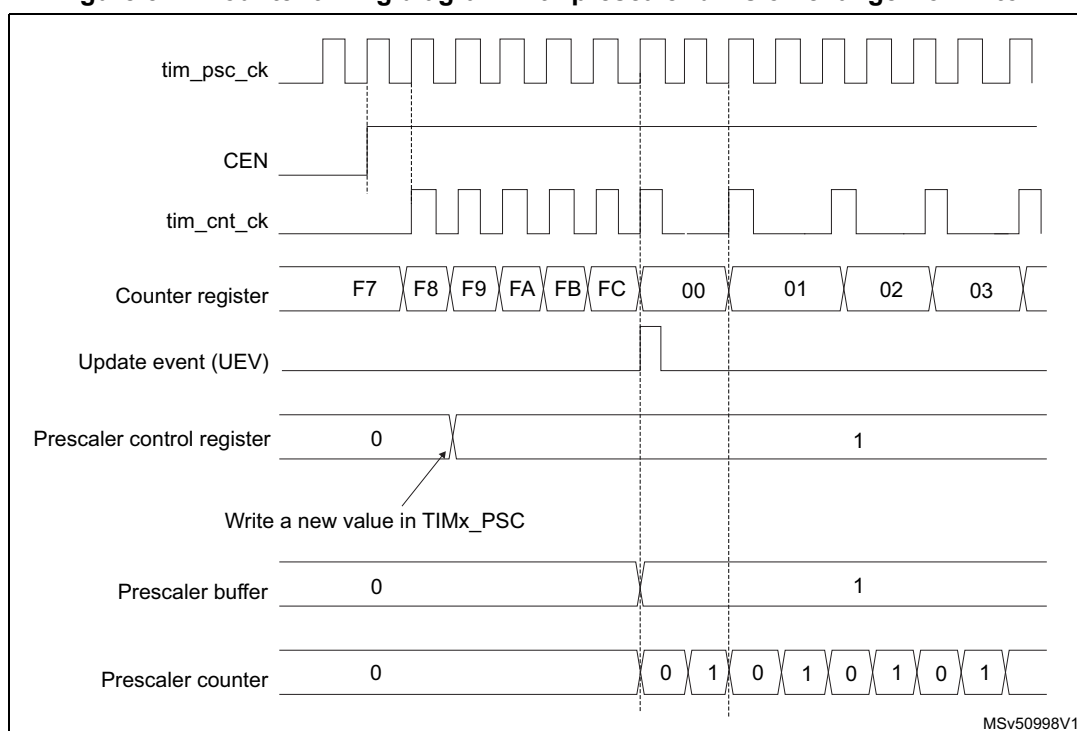 tim_psc_ck
CEN
tim_cnt_ck
Counter register F7 F8 F9 FA FB FC 00 01 02 03
Update event (UEV)
Prescaler control register 0 1
Write a new value in TIMx_PSC
Prescaler buffer 0 1
Prescaler counter 0 0 1 0 1 0 1 0 1
MSv50998V1